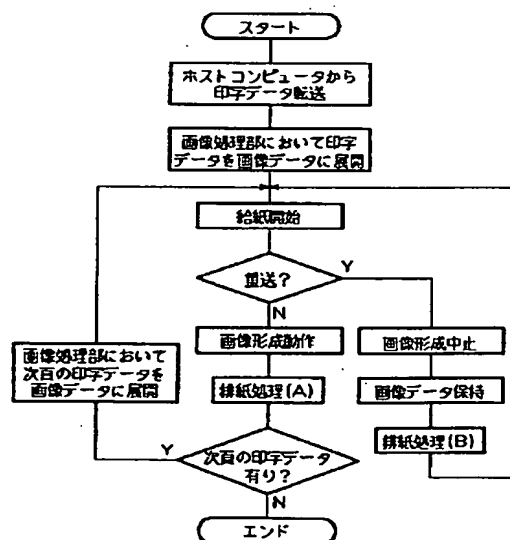 スタート
ホストコンピュータから
印字データ転送
画像処理部において印字
データを画像データに展開
給紙開始
重送?
Y
N
画像形成動作
画像形成中止
画像処理部において
次頁の印字データを
画像データに展開
排紙処理(A)
画像データ保持
排紙処理(B)
Y
次頁の印字データ
有り?
N
エンド